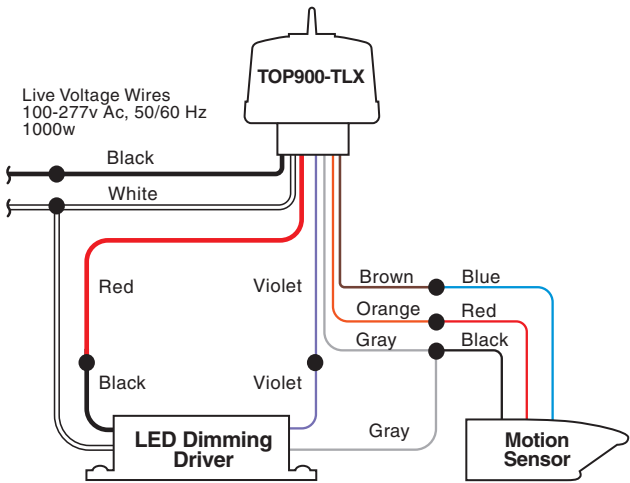 TOP900-TLX
Live Voltage Wires
100-277v Ac, 50/60 Hz
1000w
Black
White
Red
Violet
Brown
Blue
Orange
Red
Gray
Black
Black
Violet
Gray
LED Dimming
Driver
Motion
Sensor